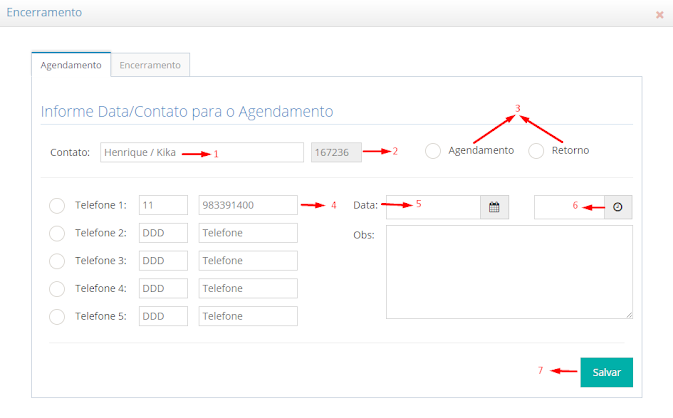 Encerramento
Agendamento Encerramento
Informe Data/Contato para o Agendamento
3
Contato: Henrique / Kika 1 167236 2 Agendamento Retorno
Telefone 1: 11 983391400 4 Data: 5 6
Telefone 2: DDD Telefone Obs:
Telefone 3: DDD Telefone
Telefone 4: DDD Telefone
Telefone 5: DDD Telefone
7 Salvar